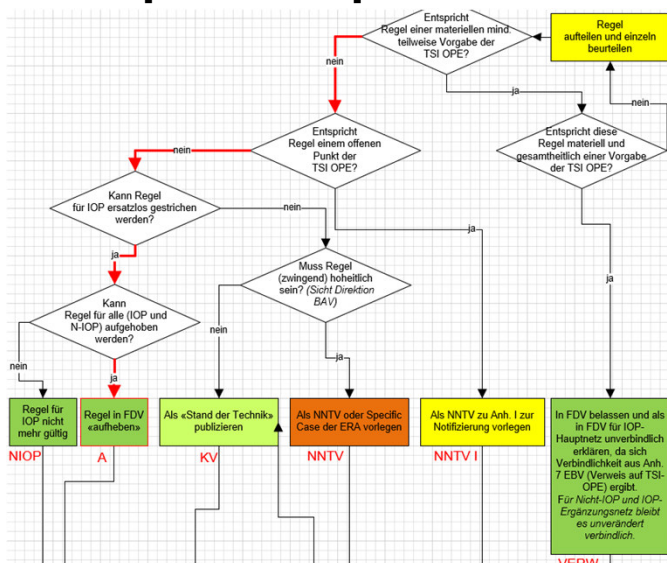 Entspricht
Regel einer materiellen mind.
teilweise Vorgabe der
TSI OPE?
Regel
aufteilen und einzeln
beurteilen
nein
ja
nein
Entspricht
Regel einem offenen
Punkt der
TSI OPE?
Entspricht diese
Regel materiell und
gesamtheitlich einer Vorgabe
der TSI OPE?
nein
Kann Regel
für IOP ersatzlos gestrichen
werden?
nein
ja
ja
ja
Muss Regel
(zwingend) hoheitlich
sein? (Sicht Direktion
BAV)
Kann
Regel für alle (IOP und
N-IOP) aufgehoben
werden?
nein
ja
nein
ja
Regel für
IOP nicht
mehr gültig
Regel in FDV
«aufheben»
Als «Stand der Technik»
publizieren
Als NNTV oder Specific
Case der ERA vorlegen
Als NNTV zu Anh. I zur
Notifizierung vorlegen
In FDV belassen und als
in FDV für IOP-
Hauptnetz unverbindlich
erklären, da sich
Verbindlichkeit aus Anh.
7 EBV (Verweis auf TSI-
OPE) ergibt.
Für Nicht-IOP und IOP-
Ergänzungsnetz bleibt
es unverändert
verbindlich.
NIOP
A
KV
NNTV
NNTV I
VERW